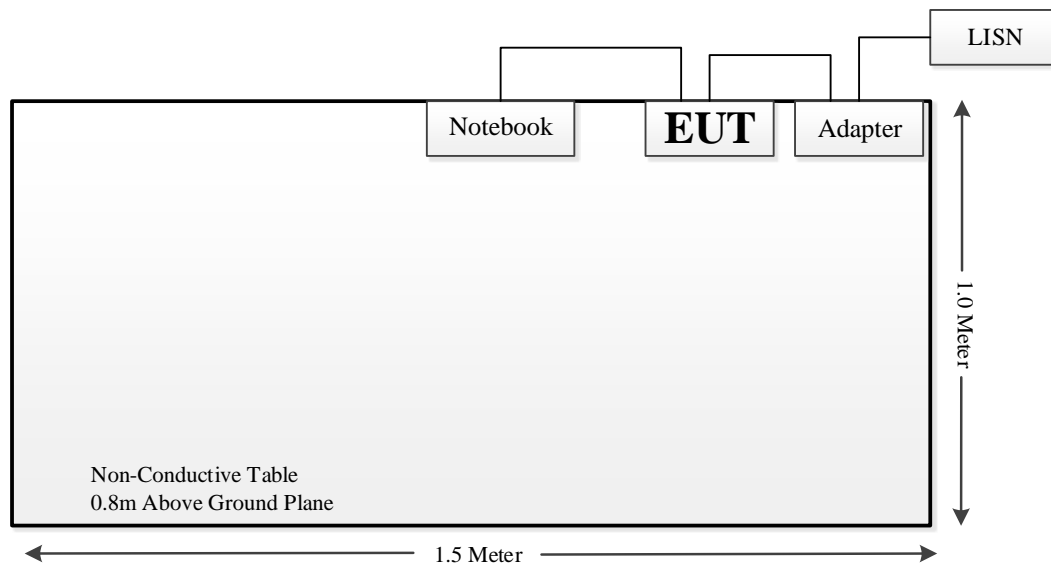 LISN
Notebook
EUT
Adapter
1.0 Meter
Non-Conductive Table
0.8m Above Ground Plane
1.5 Meter